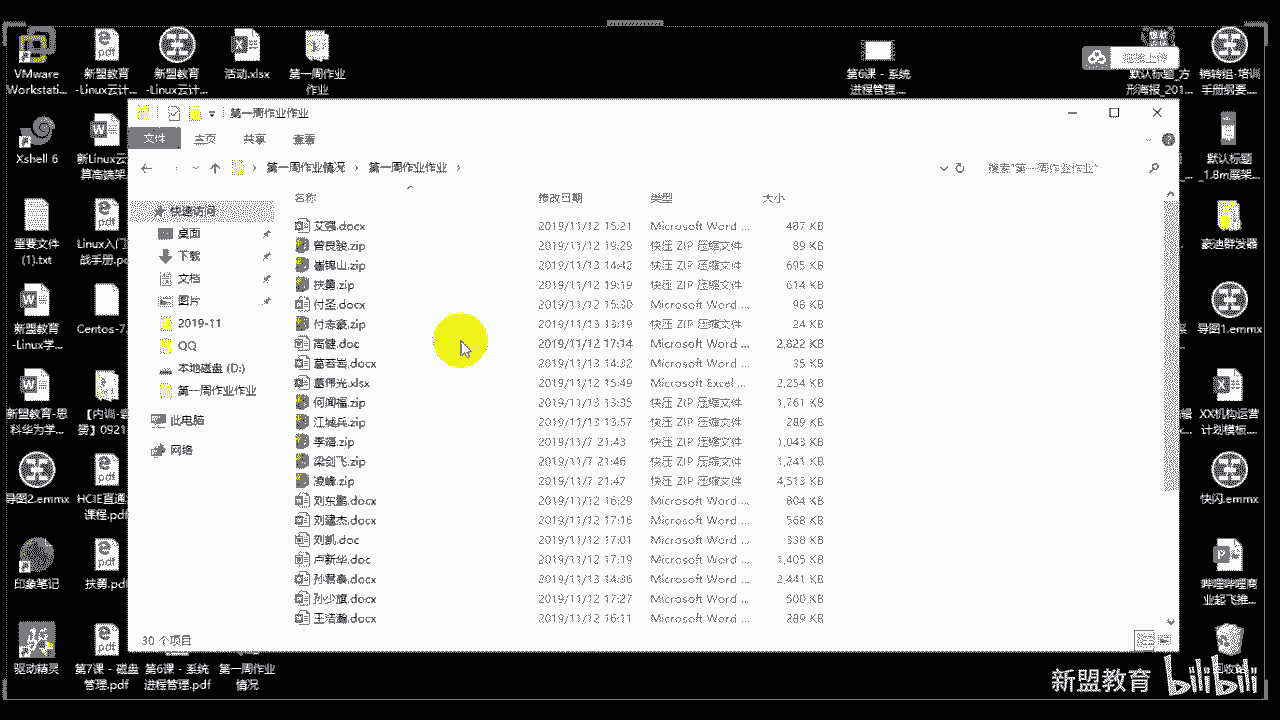 VMware
Workstati...
新盟教育
-Linux云计...
新盟教育
-Linux云计...
活动.xlsx
第一周作业
作业
第6课 - 系统
进程管理...
拖拽上传
默认标题_方
形海报_201...
销转组-培训
手册纲要...
第一周作业作业
文件
主页
共享
查看
第一周作业情况
第一周作业作业
搜索"第一周作业作业"
Xshell 6
新Linux云
算高端架
重要文件
(1).txt
Linux入门
战手册.p
新盟教育
-Linux学...
Centos-7
新盟教育-思
科华为学...
【内训-
】0921
导图2.emmx
HCIE直通
课程.pdf
印象笔记
扶勇.pd
驱动精灵
第7课 - 磁盘
管理.pdf
第6课 - 系统
进程管理.pdf
第一周作业
情况
快速访问
桌面
下载
文档
图片
2019-11
QQ
本地磁盘 (D:)
第一周作业作业
此电脑
网络
名称 修改日期 类型 大小
艾强.docx 2019/11/12 15:21 Microsoft Word ... 487 KB
曾良骏.zip 2019/11/12 19:29 快压 ZIP 压缩文件 89 KB
崔锦山.zip 2019/11/13 14:42 快压 ZIP 压缩文件 695 KB
扶勇.zip 2019/11/12 19:19 快压 ZIP 压缩文件 614 KB
付圣.docx 2019/11/12 15:30 Microsoft Word ... 98 KB
付志豪.zip 2019/11/13 13:19 快压 ZIP 压缩文件 24 KB
高健.doc 2019/11/12 17:14 Microsoft Word ... 2,822 KB
葛若岩.docx 2019/11/13 14:32 Microsoft Word ... 35 KB
扈伟光.xlsx 2019/11/12 15:49 Microsoft Excel ... 2,254 KB
何闻福.zip 2019/11/13 13:35 快压 ZIP 压缩文件 1,761 KB
江城兵.zip 2019/11/13 13:57 快压 ZIP 压缩文件 289 KB
李福.zip 2019/11/7 21:43 快压 ZIP 压缩文件 1,043 KB
梁剑飞.zip 2019/11/7 21:46 快压 ZIP 压缩文件 1,241 KB
凌峰.zip 2019/11/7 21:47 快压 ZIP 压缩文件 4,513 KB
刘东鹏.docx 2019/11/12 16:29 Microsoft Word ... 804 KB
刘建杰.docx 2019/11/12 17:16 Microsoft Word ... 568 KB
刘凯.doc 2019/11/12 17:01 Microsoft Word ... 338 KB
卢新华.doc 2019/11/12 17:19 Microsoft Word ... 1,405 KB
孙君泰.docx 2019/11/13 14:36 Microsoft Word ... 2,441 KB
孙少旗.docx 2019/11/12 17:27 Microsoft Word ... 500 KB
王浩瀚.docx 2019/11/12 16:11 Microsoft Word ... 289 KB
30 个项目
默认标题
_1.8m展架...
豪迪群发器
导图1.emmx
XX机构运营
计划模板...
快闪.emmx
哔哩哔哩商
业起飞推...
新盟教育
bilibili